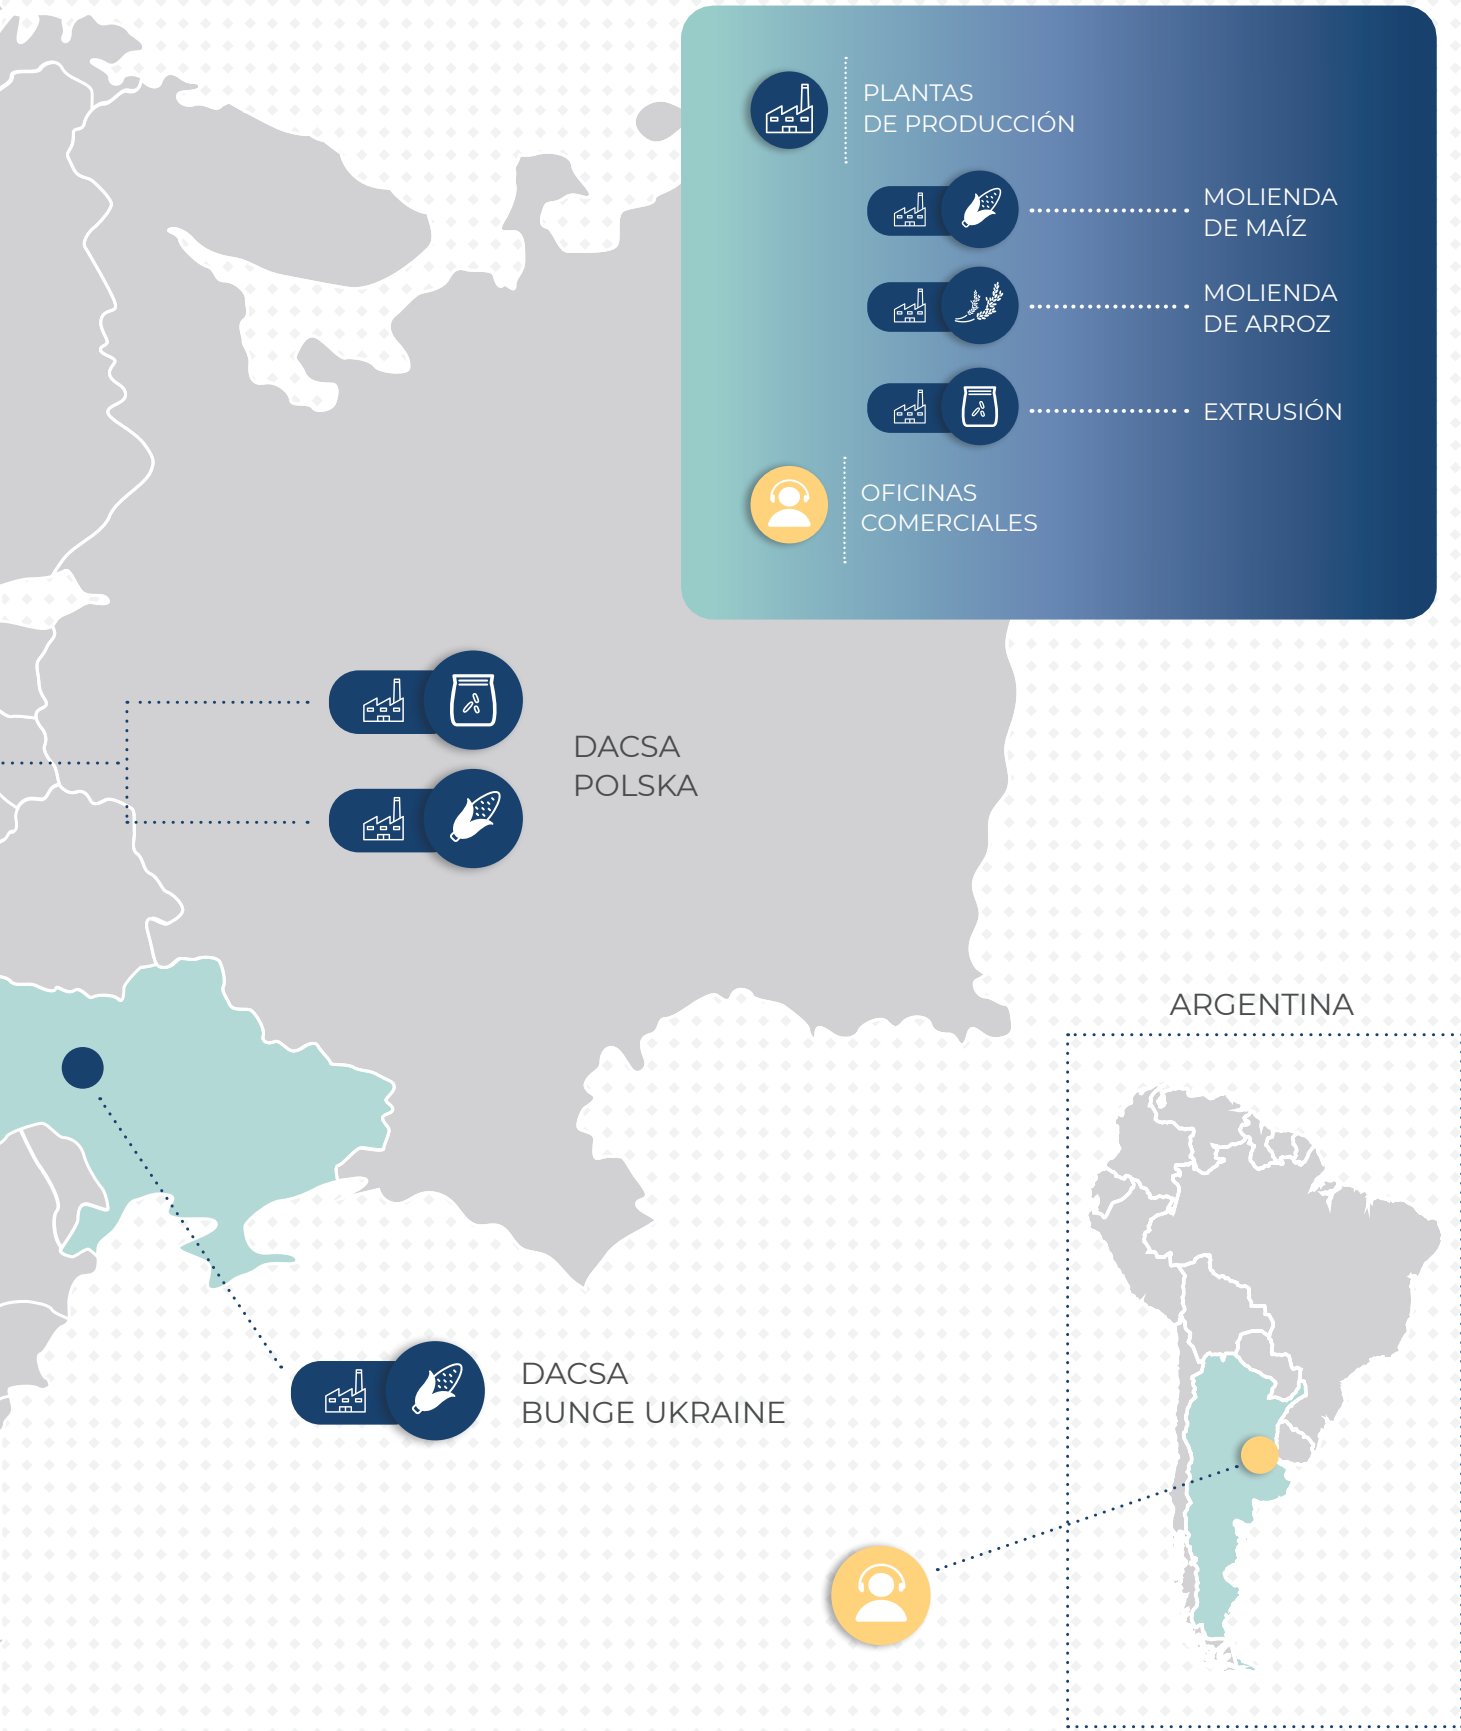 PLANTAS
DE PRODUCCIÓN
MOLIENDA
DE MAÍZ
MOLIENDA
DE ARROZ
EXTRUSIÓN
OFICINAS
COMERCIALES
DACSA
POLSKA
ARGENTINA
DACSA
BUNGE UKRAINE